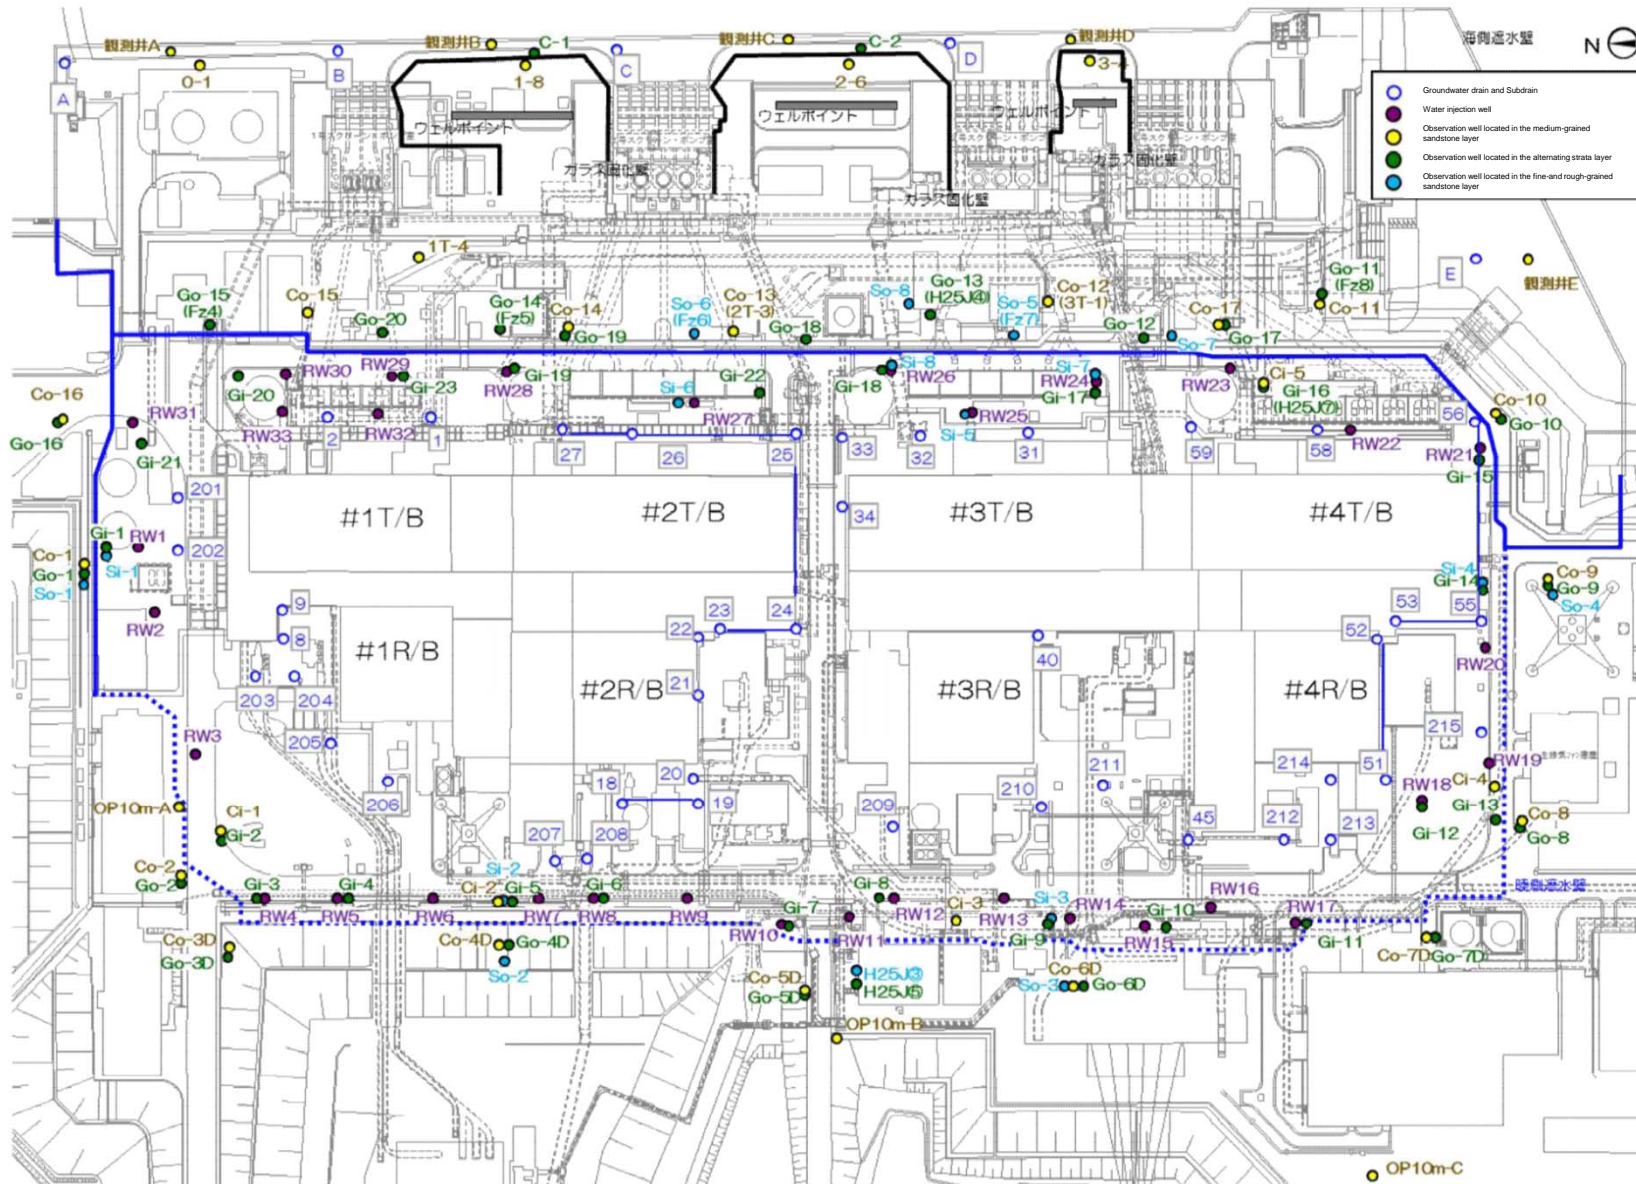 観測井A
観測井B
C-1
観測井C
C-2
観測井D
海側遮水壁
N
A
0-1
B
1-8
C
2-6
D
3-4
Groundwater drain and Subdrain
Water injection well
Observation well located in the medium-grained
sandstone layer
Observation well located in the alternating strata layer
Observation well located in the fine-and rough-grained
sandstone layer
ウェルポイント
ウェルポイント
ウェルポイント
ガラス固化壁
ガラス固化壁
ガラス固化壁
1T-4
E
観測井E
Go-15
(Fz4)
Co-15
Go-20
Go-14
(Fz5)
Co-14
Go-19
So-6
(Fz6)
Co-13
(2T-3)
Go-18
So-8
Go-13
(H25J④)
So-5
(Fz7)
Co-12
(3T-1)
Go-12
So-7
Co-17
Go-17
Go-11
(Fz8)
Co-11
Co-16
Go-16
RW31
Gi-21
Gi-20
RW30
RW33
RW29
Gi-23
RW32
RW28
Gi-19
Si-6
RW27
Gi-22
Gi-18
Si-8
RW26
Si-5
RW25
Si-7
RW24
Gi-17
RW23
Ci-5
Gi-16
(H25J⑦)
RW22
Co-10
Go-10
RW21
Gi-15
2
1
27
26
25
33
32
31
59
58
56
201
202
34
#1T/B
#2T/B
#3T/B
#4T/B
Gi-1
RW1
Co-1
Go-1
So-1
Si-1
RW2
Si-4
Gi-14
Co-9
Go-9
So-4
9
8
203
204
205
206
22
23
24
21
40
53
55
52
RW20
#1R/B
#2R/B
#3R/B
#4R/B
RW3
OP10m-A
Ci-1
Gi-2
Co-2
Go-2
18
20
19
207
208
209
210
211
45
212
213
214
51
215
RW18
RW19
Ci-4
Gi-13
Gi-12
Co-8
Go-8
Gi-3
RW4
Gi-4
RW5
RW6
Si-2
Ci-2
Gi-5
RW7
Gi-6
RW8
RW9
Gi-7
RW10
RW11
Gi-8
RW12
Ci-3
RW13
Si-3
Gi-9
RW14
Gi-10
RW15
RW16
RW17
Gi-11
陸側遮水壁
Co-3D
Go-3D
Co-4D
Go-4D
So-2
Co-5D
Go-5D
H25J③
H25J⑤
So-3
Co-6D
Go-6D
Co-7D
Go-7D
OP10m-B
OP10m-C